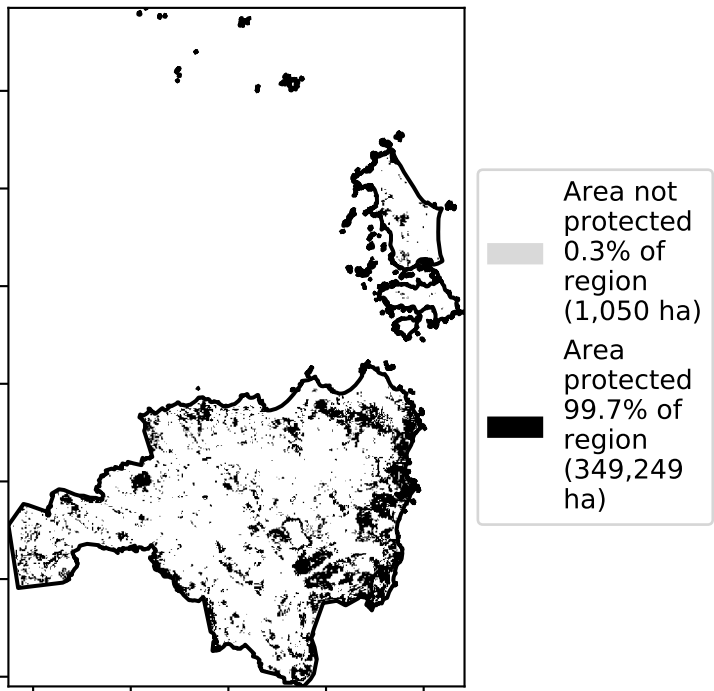 Area not
protected
0.3% of
region
(1,050 ha)
Area
protected
99.7% of
region
(349,249
ha)